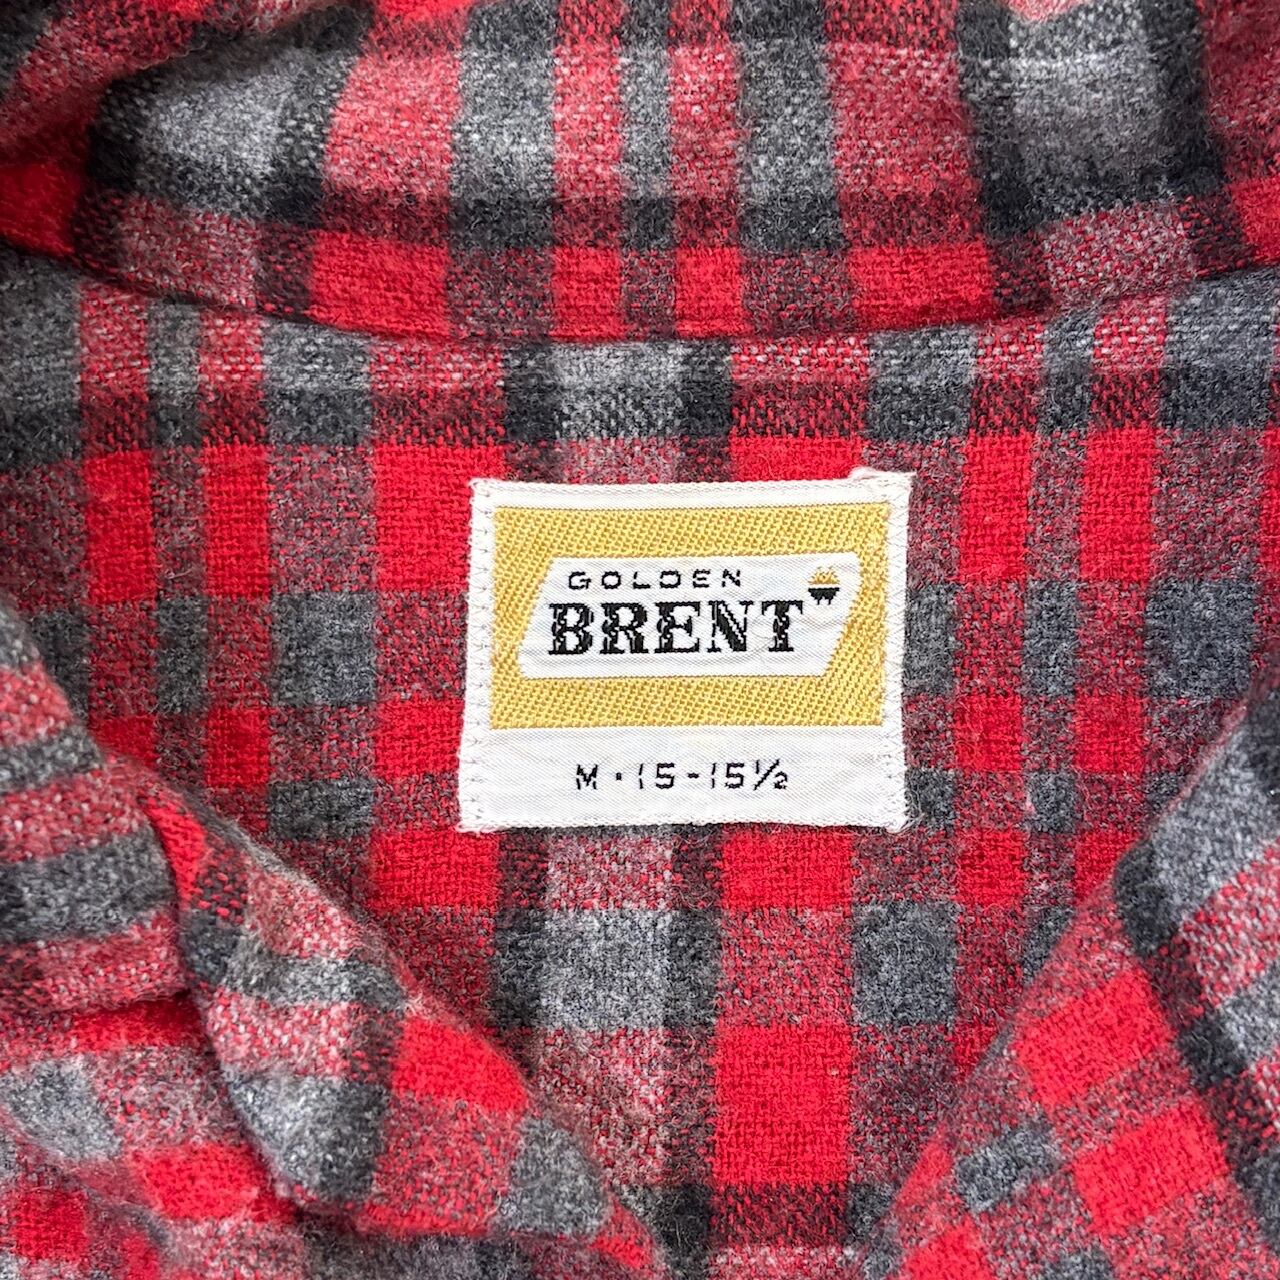 GOLDEN
BRENT
M • 15-15½